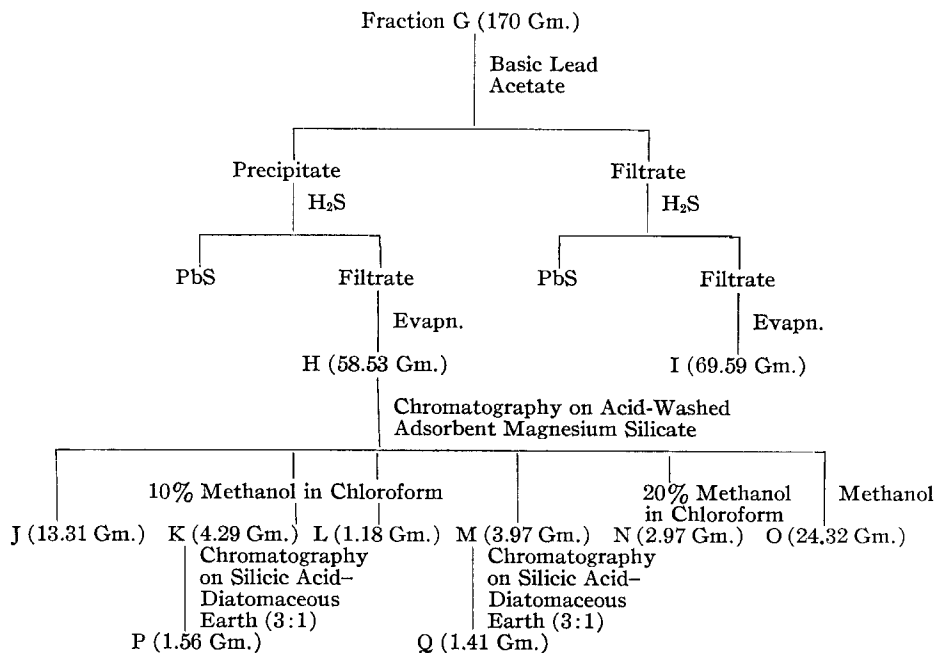 Fraction G (170 Gm.)
Basic Lead
Acetate
Precipitate
Filtrate
H₂S
H₂S
PbS
Filtrate
PbS
Filtrate
Evapn.
Evapn.
H (58.53 Gm.)
I (69.59 Gm.)
Chromatography on Acid-Washed
Adsorbent Magnesium Silicate
10% Methanol in Chloroform
20% Methanol
in Chloroform
Methanol
J (13.31 Gm.)
K (4.29 Gm.)
L (1.18 Gm.)
M (3.97 Gm.)
N (2.97 Gm.)
O (24.32 Gm.)
Chromatography
on Silicic Acid–
Diatomaceous
Earth (3:1)
Chromatography
on Silicic Acid–
Diatomaceous
Earth (3:1)
P (1.56 Gm.)
Q (1.41 Gm.)